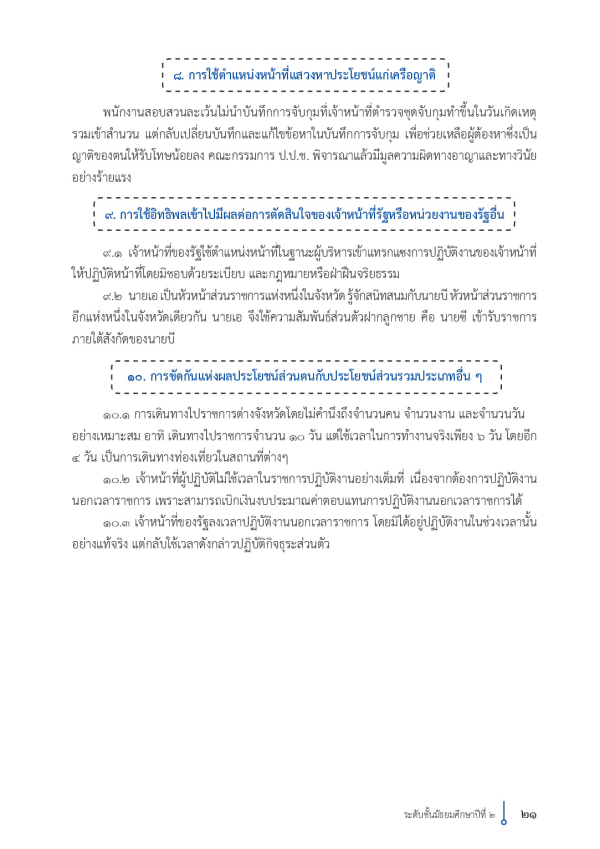 ๘. การใช้ตำแหน่งหน้าที่แสวงหาประโยชน์แก่เครือญาติ
พนักงานสอบสวนละเว้นไม่นำบันทึกการจับกุมที่เจ้าหน้าที่ตำรวจชุดจับกุมทำขึ้นในวันเกิดเหตุ
รวมเข้าสำนวน แต่กลับเปลี่ยนบันทึกและแก้ไขข้อหาในบันทึกการจับกุม เพื่อช่วยเหลือผู้ต้องหาซึ่งเป็น
ญาติของตนให้รับโทษน้อยลง คณะกรรมการ ป.ป.ช. พิจารณาแล้วมีมูลความผิดทางอาญาและทางวินัย
อย่างร้ายแรง
๙. การใช้อิทธิพลเข้าไปมีผลต่อการตัดสินใจของเจ้าหน้าที่รัฐหรือหน่วยงานของรัฐอื่น
๙.๑ เจ้าหน้าที่ของรัฐใช้ตำแหน่งหน้าที่ในฐานะผู้บริหารเข้าแทรกแซงการปฏิบัติงานของเจ้าหน้าที่
ให้ปฏิบัติหน้าที่โดยมิชอบด้วยระเบียบ และกฎหมายหรือฝ่าฝืนจริยธรรม
๙.๒ นายเอ เป็นหัวหน้าส่วนราชการแห่งหนึ่งในจังหวัด รู้จักสนิทสนมกับนายบี หัวหน้าส่วนราชการ
อีกแห่งหนึ่งในจังหวัดเดียวกัน นายเอ จึงใช้ความสัมพันธ์ส่วนตัวฝากลูกชาย คือ นายซี เข้ารับราชการ
ภายใต้สังกัดของนายบี
๑๐. การขัดกันแห่งผลประโยชน์ส่วนตนกับประโยชน์ส่วนรวมประเภทอื่น ๆ
๑๐.๑ การเดินทางไปราชการต่างจังหวัดโดยไม่คำนึงถึงจำนวนคน จำนวนงาน และจำนวนวัน
อย่างเหมาะสม อาทิ เดินทางไปราชการจำนวน ๑๐ วัน แต่ใช้เวลาในการทำงานจริงเพียง ๖ วัน โดยอีก
๔ วัน เป็นการเดินทางท่องเที่ยวในสถานที่ต่างๆ
๑๐.๒ เจ้าหน้าที่ผู้ปฏิบัติไม่ใช้เวลาในราชการปฏิบัติงานอย่างเต็มที่ เนื่องจากต้องการปฏิบัติงาน
นอกเวลาราชการ เพราะสามารถเบิกเงินงบประมาณค่าตอบแทนการปฏิบัติงานนอกเวลาราชการได้
๑๐.๓ เจ้าหน้าที่ของรัฐลงเวลาปฏิบัติงานนอกเวลาราชการ โดยมิได้อยู่ปฏิบัติงานในช่วงเวลานั้น
อย่างแท้จริง แต่กลับใช้เวลาดังกล่าวปฏิบัติกิจธุระส่วนตัว
ระดับชั้นมัธยมศึกษาปีที่ ๒
๒๑